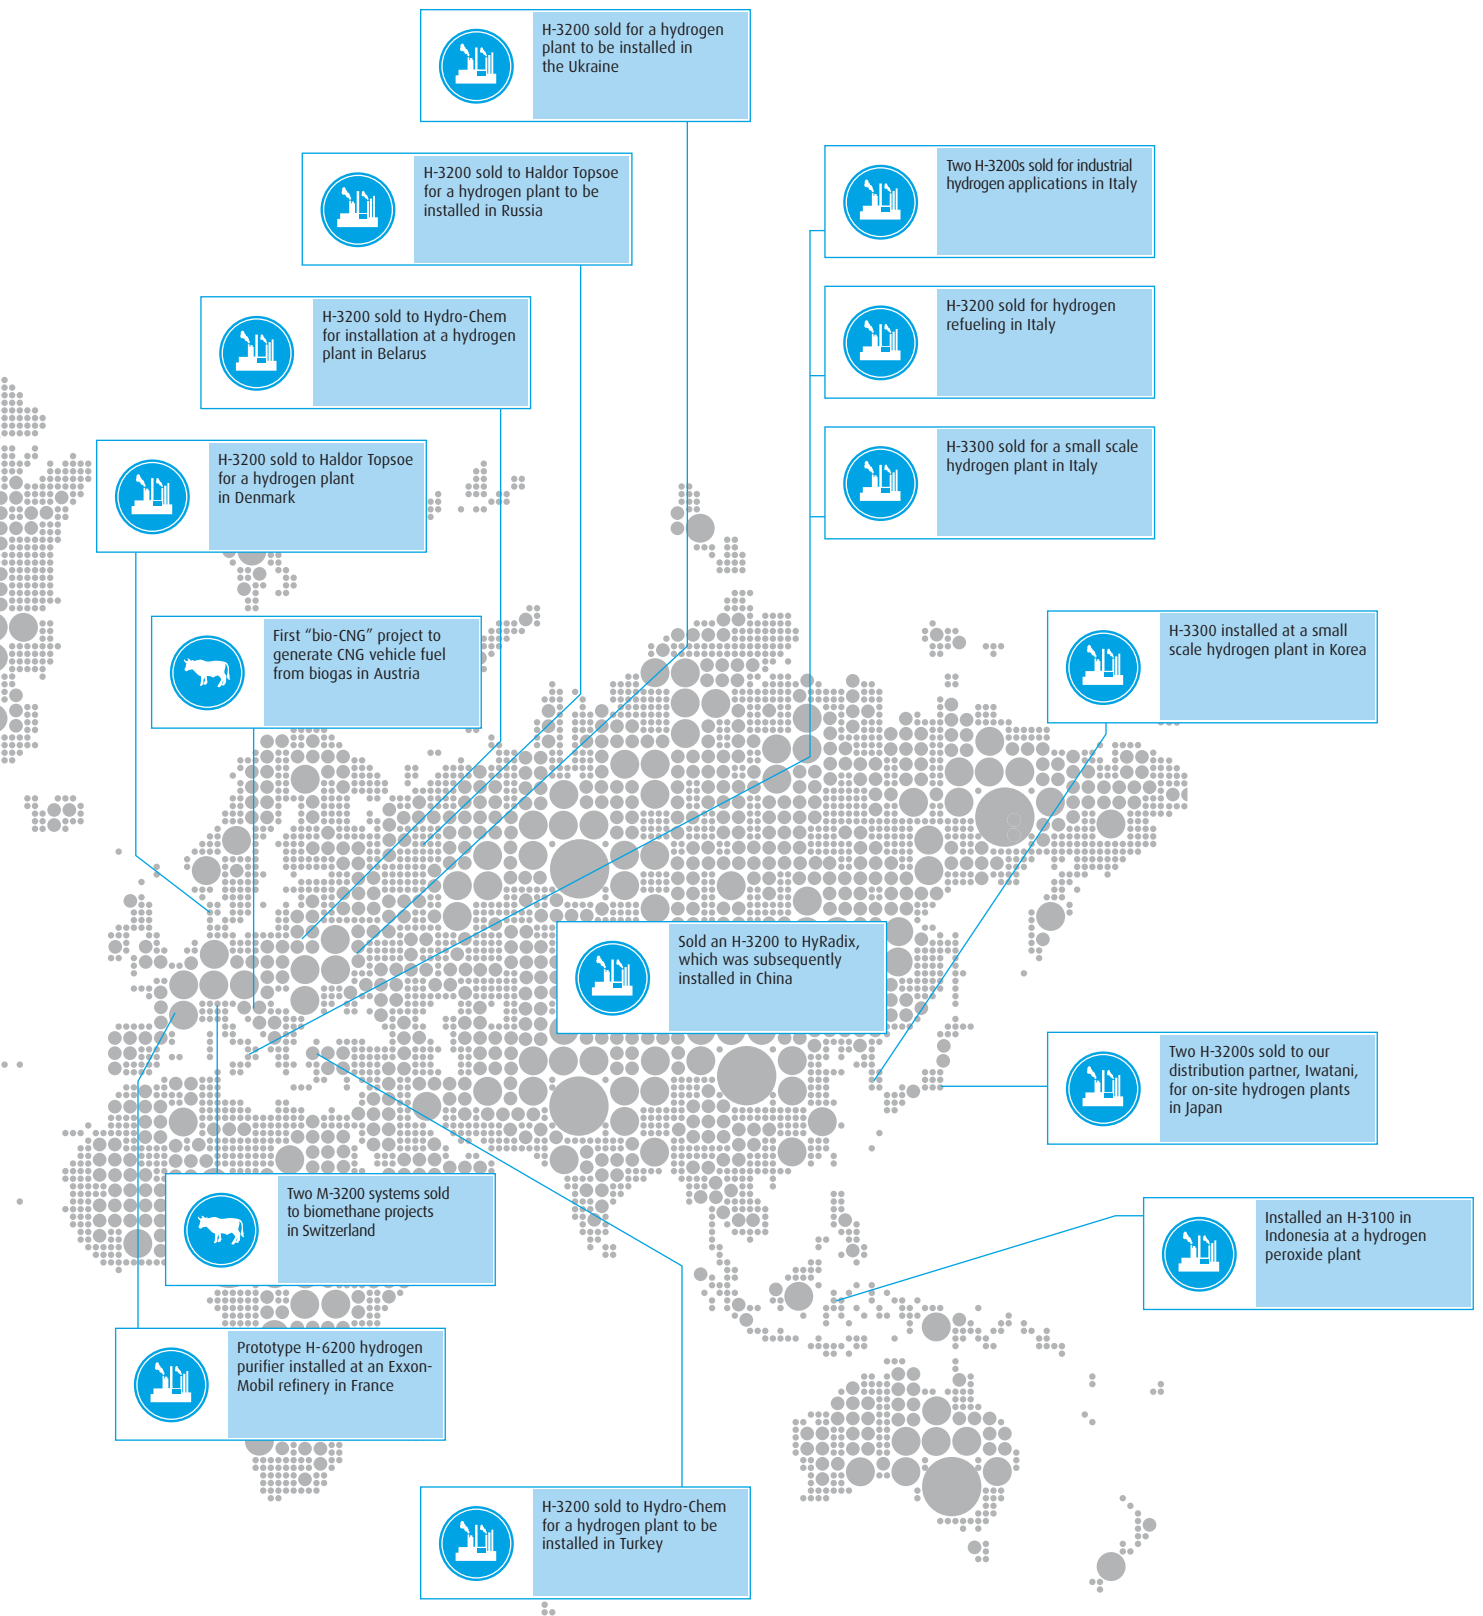 H-3200 sold for a hydrogen
plant to be installed in
the Ukraine
H-3200 sold to Haldor Topsoe
for a hydrogen plant to be
installed in Russia
Two H-3200s sold for industrial
hydrogen applications in Italy
H-3200 sold to Hydro-Chem
for installation at a hydrogen
plant in Belarus
H-3200 sold for hydrogen
refueling in Italy
H-3200 sold to Haldor Topsoe
for a hydrogen plant
in Denmark
H-3300 sold for a small scale
hydrogen plant in Italy
First “bio-CNG” project to
generate CNG vehicle fuel
from biogas in Austria
H-3300 installed at a small
scale hydrogen plant in Korea
Sold an H-3200 to HyRadix,
which was subsequently
installed in China
Two H-3200s sold to our
distribution partner, Iwatani,
for on-site hydrogen plants
in Japan
Two M-3200 systems sold
to biomethane projects
in Switzerland
Installed an H-3100 in
Indonesia at a hydrogen
peroxide plant
Prototype H-6200 hydrogen
purifier installed at an Exxon-
Mobil refinery in France
H-3200 sold to Hydro-Chem
for a hydrogen plant to be
installed in Turkey